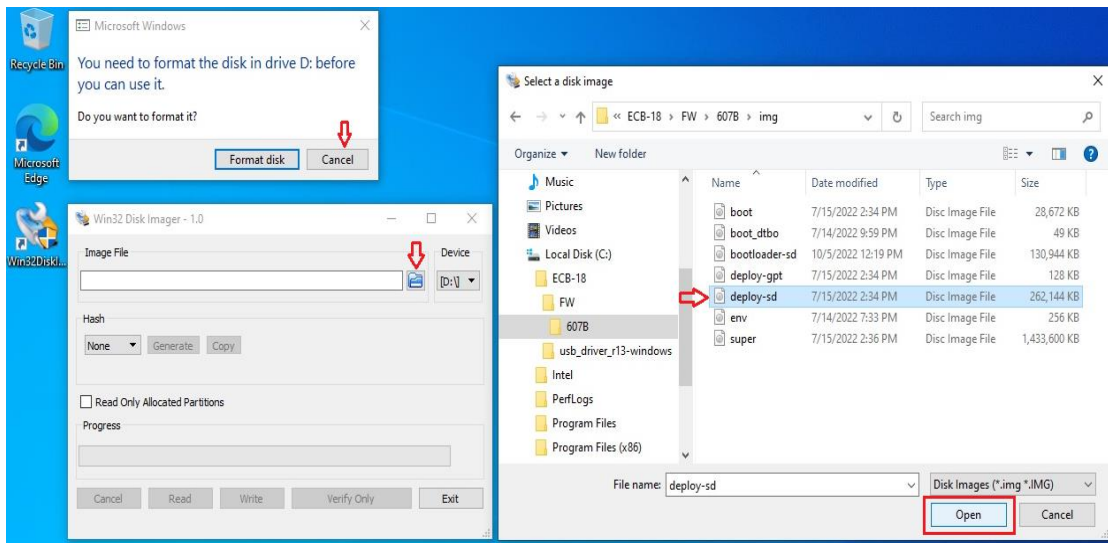 Recycle Bin
Microsoft
Edge
Win32DiskI...
Microsoft Windows
You need to format the disk in drive D: before
you can use it.
Do you want to format it?
Format disk
Cancel
Win32 Disk Imager - 1.0
Image File
Device
[D:\]
Hash
None
Generate
Copy
Read Only Allocated Partitions
Progress
Cancel
Read
Write
Verify Only
Exit
Select a disk image
« ECB-18 › FW › 607B › img
Search img
Organize
New folder
Music
Pictures
Videos
Local Disk (C:)
ECB-18
FW
607B
usb_driver_r13-windows
Intel
PerfLogs
Program Files
Program Files (x86)
Name Date modified Type Size
boot 7/15/2022 2:34 PM Disc Image File 28,672 KB
boot_dtbo 7/14/2022 9:59 PM Disc Image File 49 KB
bootloader-sd 10/5/2022 12:19 PM Disc Image File 130,944 KB
deploy-gpt 7/15/2022 2:34 PM Disc Image File 128 KB
deploy-sd 7/15/2022 2:34 PM Disc Image File 262,144 KB
env 7/14/2022 7:33 PM Disc Image File 256 KB
super 7/15/2022 2:36 PM Disc Image File 1,433,600 KB
File name: deploy-sd
Disk Images (*.img *.IMG)
Open
Cancel